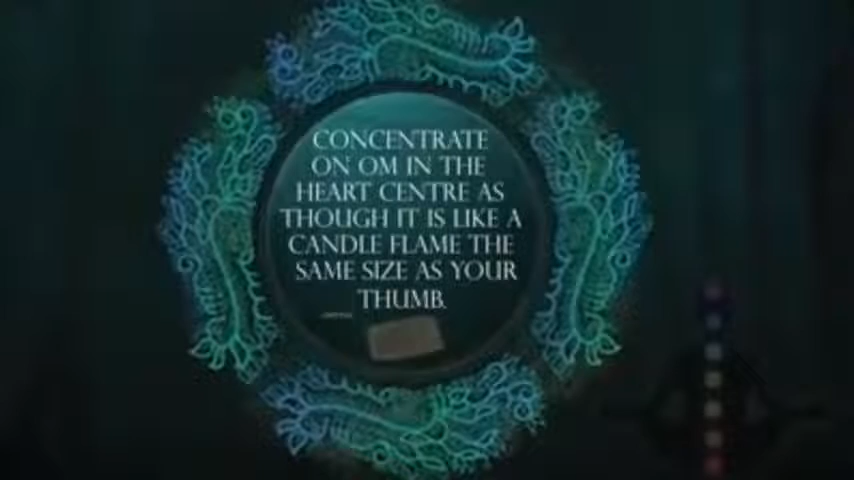 CONCENTRATE
ON OM IN THE
HEART CENTRE AS
THOUGH IT IS LIKE A
CANDLE FLAME THE
SAME SIZE AS YOUR
THUMB.